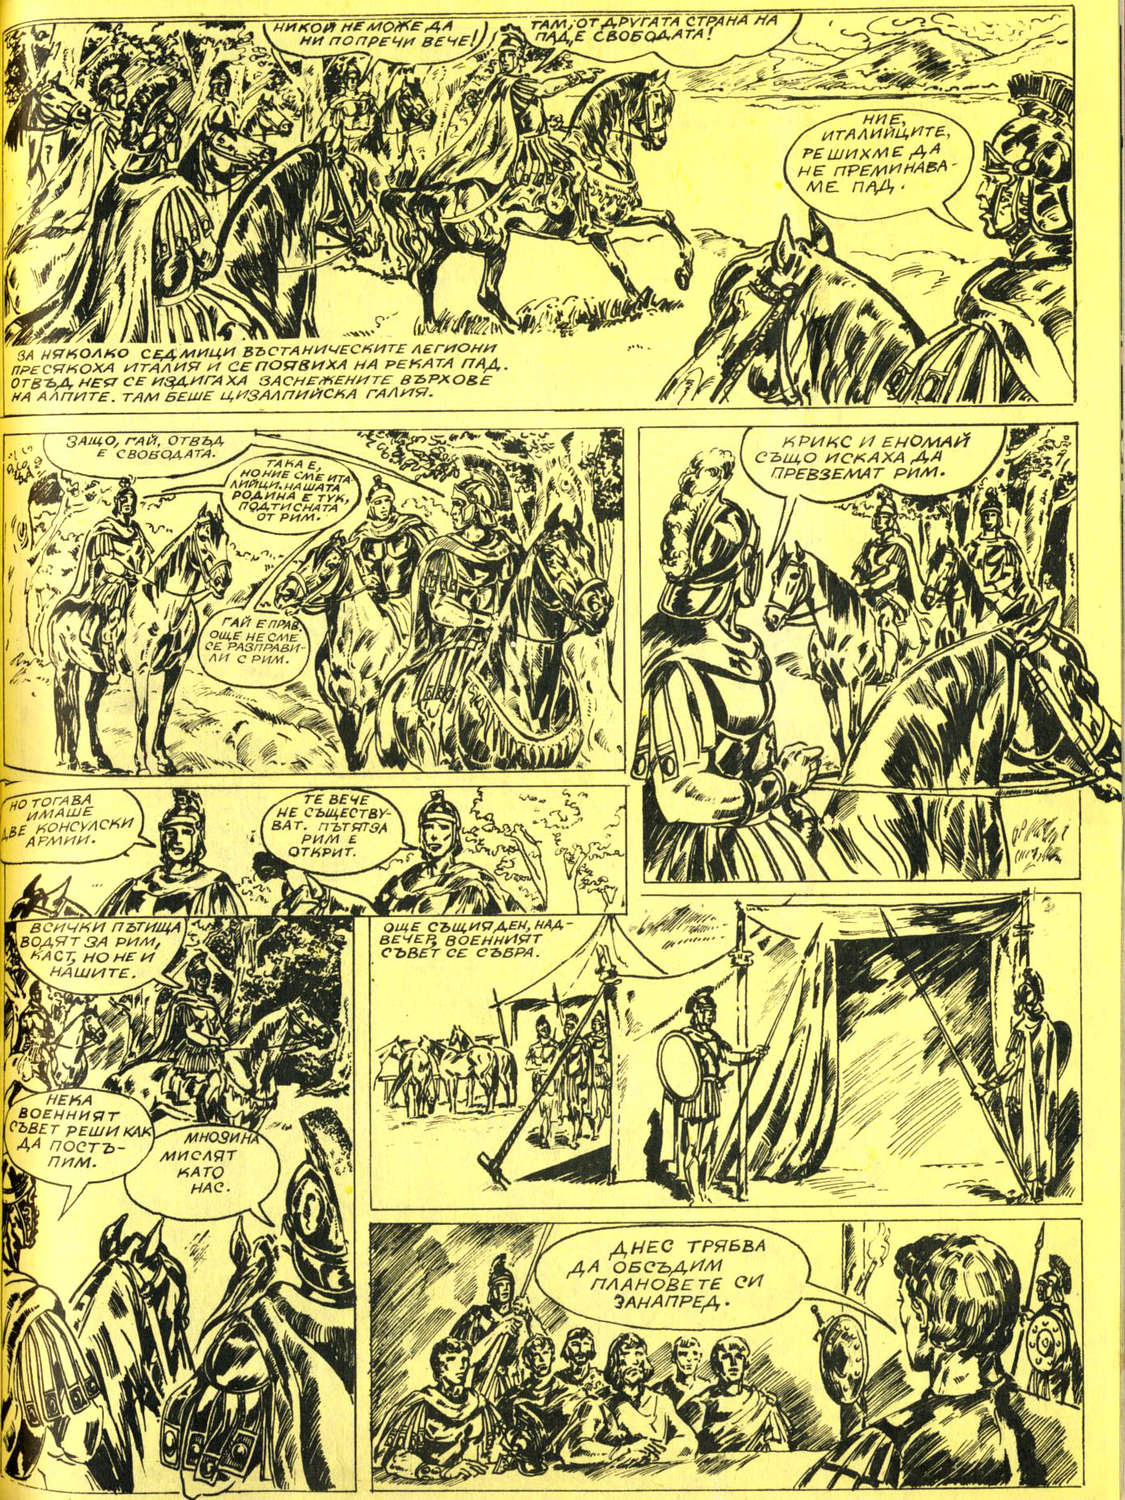 НИКОЙ НЕ МОЖЕ ДА
НИ ПОПРЕЧИ ВЕЧЕ!
ТАМ, ОТ ДРУГАТА СТРАНА НА
ПАД, Е СВОБОДАТА!
НИЕ,
ИТАЛИЙЦИТЕ,
РЕШИХМЕ ДА
НЕ ПРЕМИНАВА-
МЕ ПАД.
ЗА НЯКОЛКО СЕДМИЦИ ВЪСТАНИЧЕСКИТЕ ЛЕГИОНИ
ПРЕСЯКОХА ИТАЛИЯ И СЕ ПОЯВИХА НА РЕКАТА ПАД.
ОТВЪД НЕЯ СЕ ИЗДИГАХА ЗАСНЕЖЕНИТЕ ВЪРХОВЕ
НА АЛПИТЕ. ТАМ БЕШЕ ЦИЗАЛПИЙСКА ГАЛИЯ.
ЗАЩО, ГАЙ, ОТВЪД
Е СВОБОДАТА.
ТАКА Е,
НО НИЕ СМЕ ИТА
ЛИЙЦИ. НАШАТА
РОДИНА Е ТУК,
ПОДТИСНАТА
ОТ РИМ.
ГАЙ Е ПРАВ,
ОЩЕ НЕ СМЕ
СЕ РАЗПРАВИ-
ЛИ С РИМ.
КРИКС И ЕНОМАЙ
СЪЩО ИСКАХА ДА
ПРЕВЗЕМАТ РИМ.
НО ТОГАВА
ИМАШЕ
ДВЕ КОНСУЛСКИ
АРМИИ.
ТЕ ВЕЧЕ
НЕ СЪЩЕСТВУ-
ВАТ. ПЪТЯТ ЗА
РИМ Е
ОТКРИТ.
ВСИЧКИ ПЪТИЩА
ВОДЯТ ЗА РИМ,
КАСТ, НО НЕ И
НАШИТЕ.
НЕКА
ВОЕННИЯТ
СЪВЕТ РЕШИ КАК
ДА ПОСТЪ-
ПИМ.
МНОЗИНА
МИСЛЯТ
КАТО
НАС.
ОЩЕ СЪЩИЯ ДЕН, НАД-
ВЕЧЕР, ВОЕННИЯТ
СЪВЕТ СЕ СЪБРА.
ДНЕС ТРЯБВА
ДА ОБСЪДИМ
ПЛАНОВЕТЕ СИ
ЗАНАПРЕД.